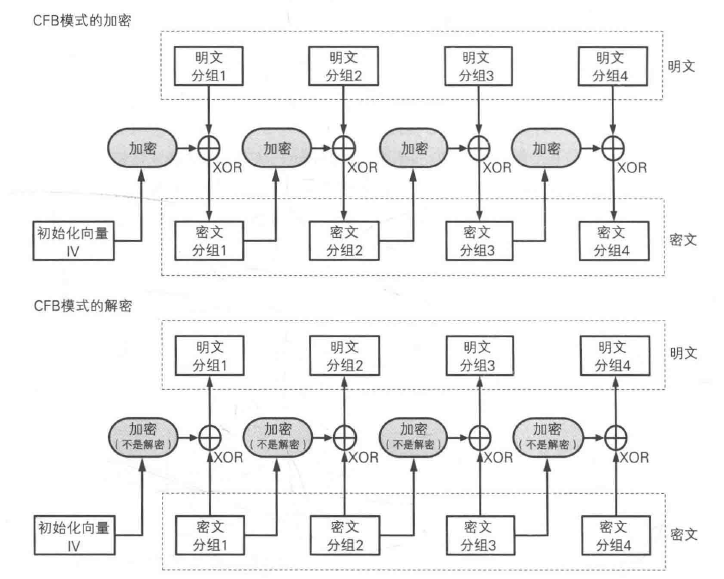 CFB模式的加密
明文
分组1
明文
分组2
明文
分组3
明文
分组4
明文
加密
XOR
加密
XOR
加密
XOR
加密
XOR
初始化向量
IV
密文
分组1
密文
分组2
密文
分组3
密文
分组4
密文
CFB模式的解密
明文
分组1
明文
分组2
明文
分组3
明文
分组4
明文
加密
(不是解密)
XOR
加密
(不是解密)
XOR
加密
(不是解密)
XOR
加密
(不是解密)
XOR
初始化向量
IV
密文
分组1
密文
分组2
密文
分组3
密文
分组4
密文